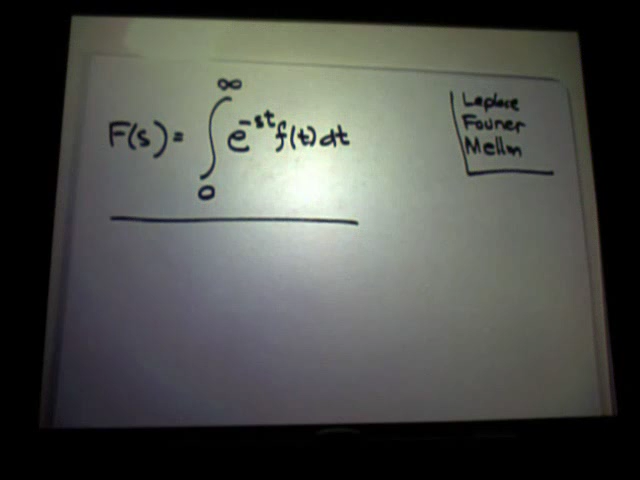 F(s) = ∫₀^∞ e^{-st} f(t) dt
Laplace
Fourier
Mellin